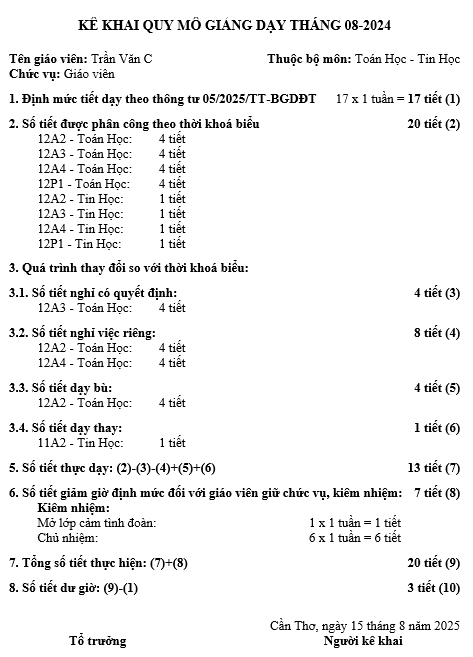 KÊ KHAI QUY MÔ GIẢNG DẠY THÁNG 08-2024
Tên giáo viên: Trần Văn C Thuộc bộ môn: Toán Học - Tin Học
Chức vụ: Giáo viên
1. Định mức tiết dạy theo thông tư 05/2025/TT-BGDĐT 17 x 1 tuần = 17 tiết (1)
2. Số tiết được phân công theo thời khoá biểu 20 tiết (2)
12A2 - Toán Học: 4 tiết
12A3 - Toán Học: 4 tiết
12A4 - Toán Học: 4 tiết
12P1 - Toán Học: 4 tiết
12A2 - Tin Học: 1 tiết
12A3 - Tin Học: 1 tiết
12A4 - Tin Học: 1 tiết
12P1 - Tin Học: 1 tiết
3. Quá trình thay đổi so với thời khoá biểu:
3.1. Số tiết nghỉ có quyết định: 4 tiết (3)
12A3 - Toán Học: 4 tiết
3.2. Số tiết nghỉ việc riêng: 8 tiết (4)
12A2 - Toán Học: 4 tiết
12A4 - Toán Học: 4 tiết
3.3. Số tiết dạy bù: 4 tiết (5)
12A2 - Toán Học: 4 tiết
3.4. Số tiết dạy thay: 1 tiết (6)
11A2 - Tin Học: 1 tiết
5. Số tiết thực dạy: (2)-(3)-(4)+(5)+(6) 13 tiết (7)
6. Số tiết giảm giờ định mức đối với giáo viên giữ chức vụ, kiêm nhiệm: 7 tiết (8)
Kiêm nhiệm:
Mở lớp cảm tình đoàn: 1 x 1 tuần = 1 tiết
Chủ nhiệm: 6 x 1 tuần = 6 tiết
7. Tổng số tiết thực hiện: (7)+(8) 20 tiết (9)
8. Số tiết dư giờ: (9)-(1) 3 tiết (10)
Cần Thơ, ngày 15 tháng 8 năm 2025
Tổ trưởng Người kê khai